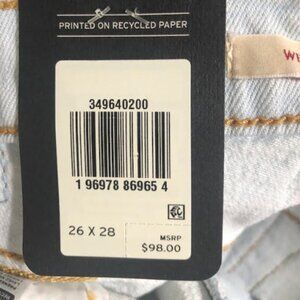 PRINTED ON RECYCLED PAPER
349640200
1 96978 86965 4
26 X 28
MSRP
$98.00